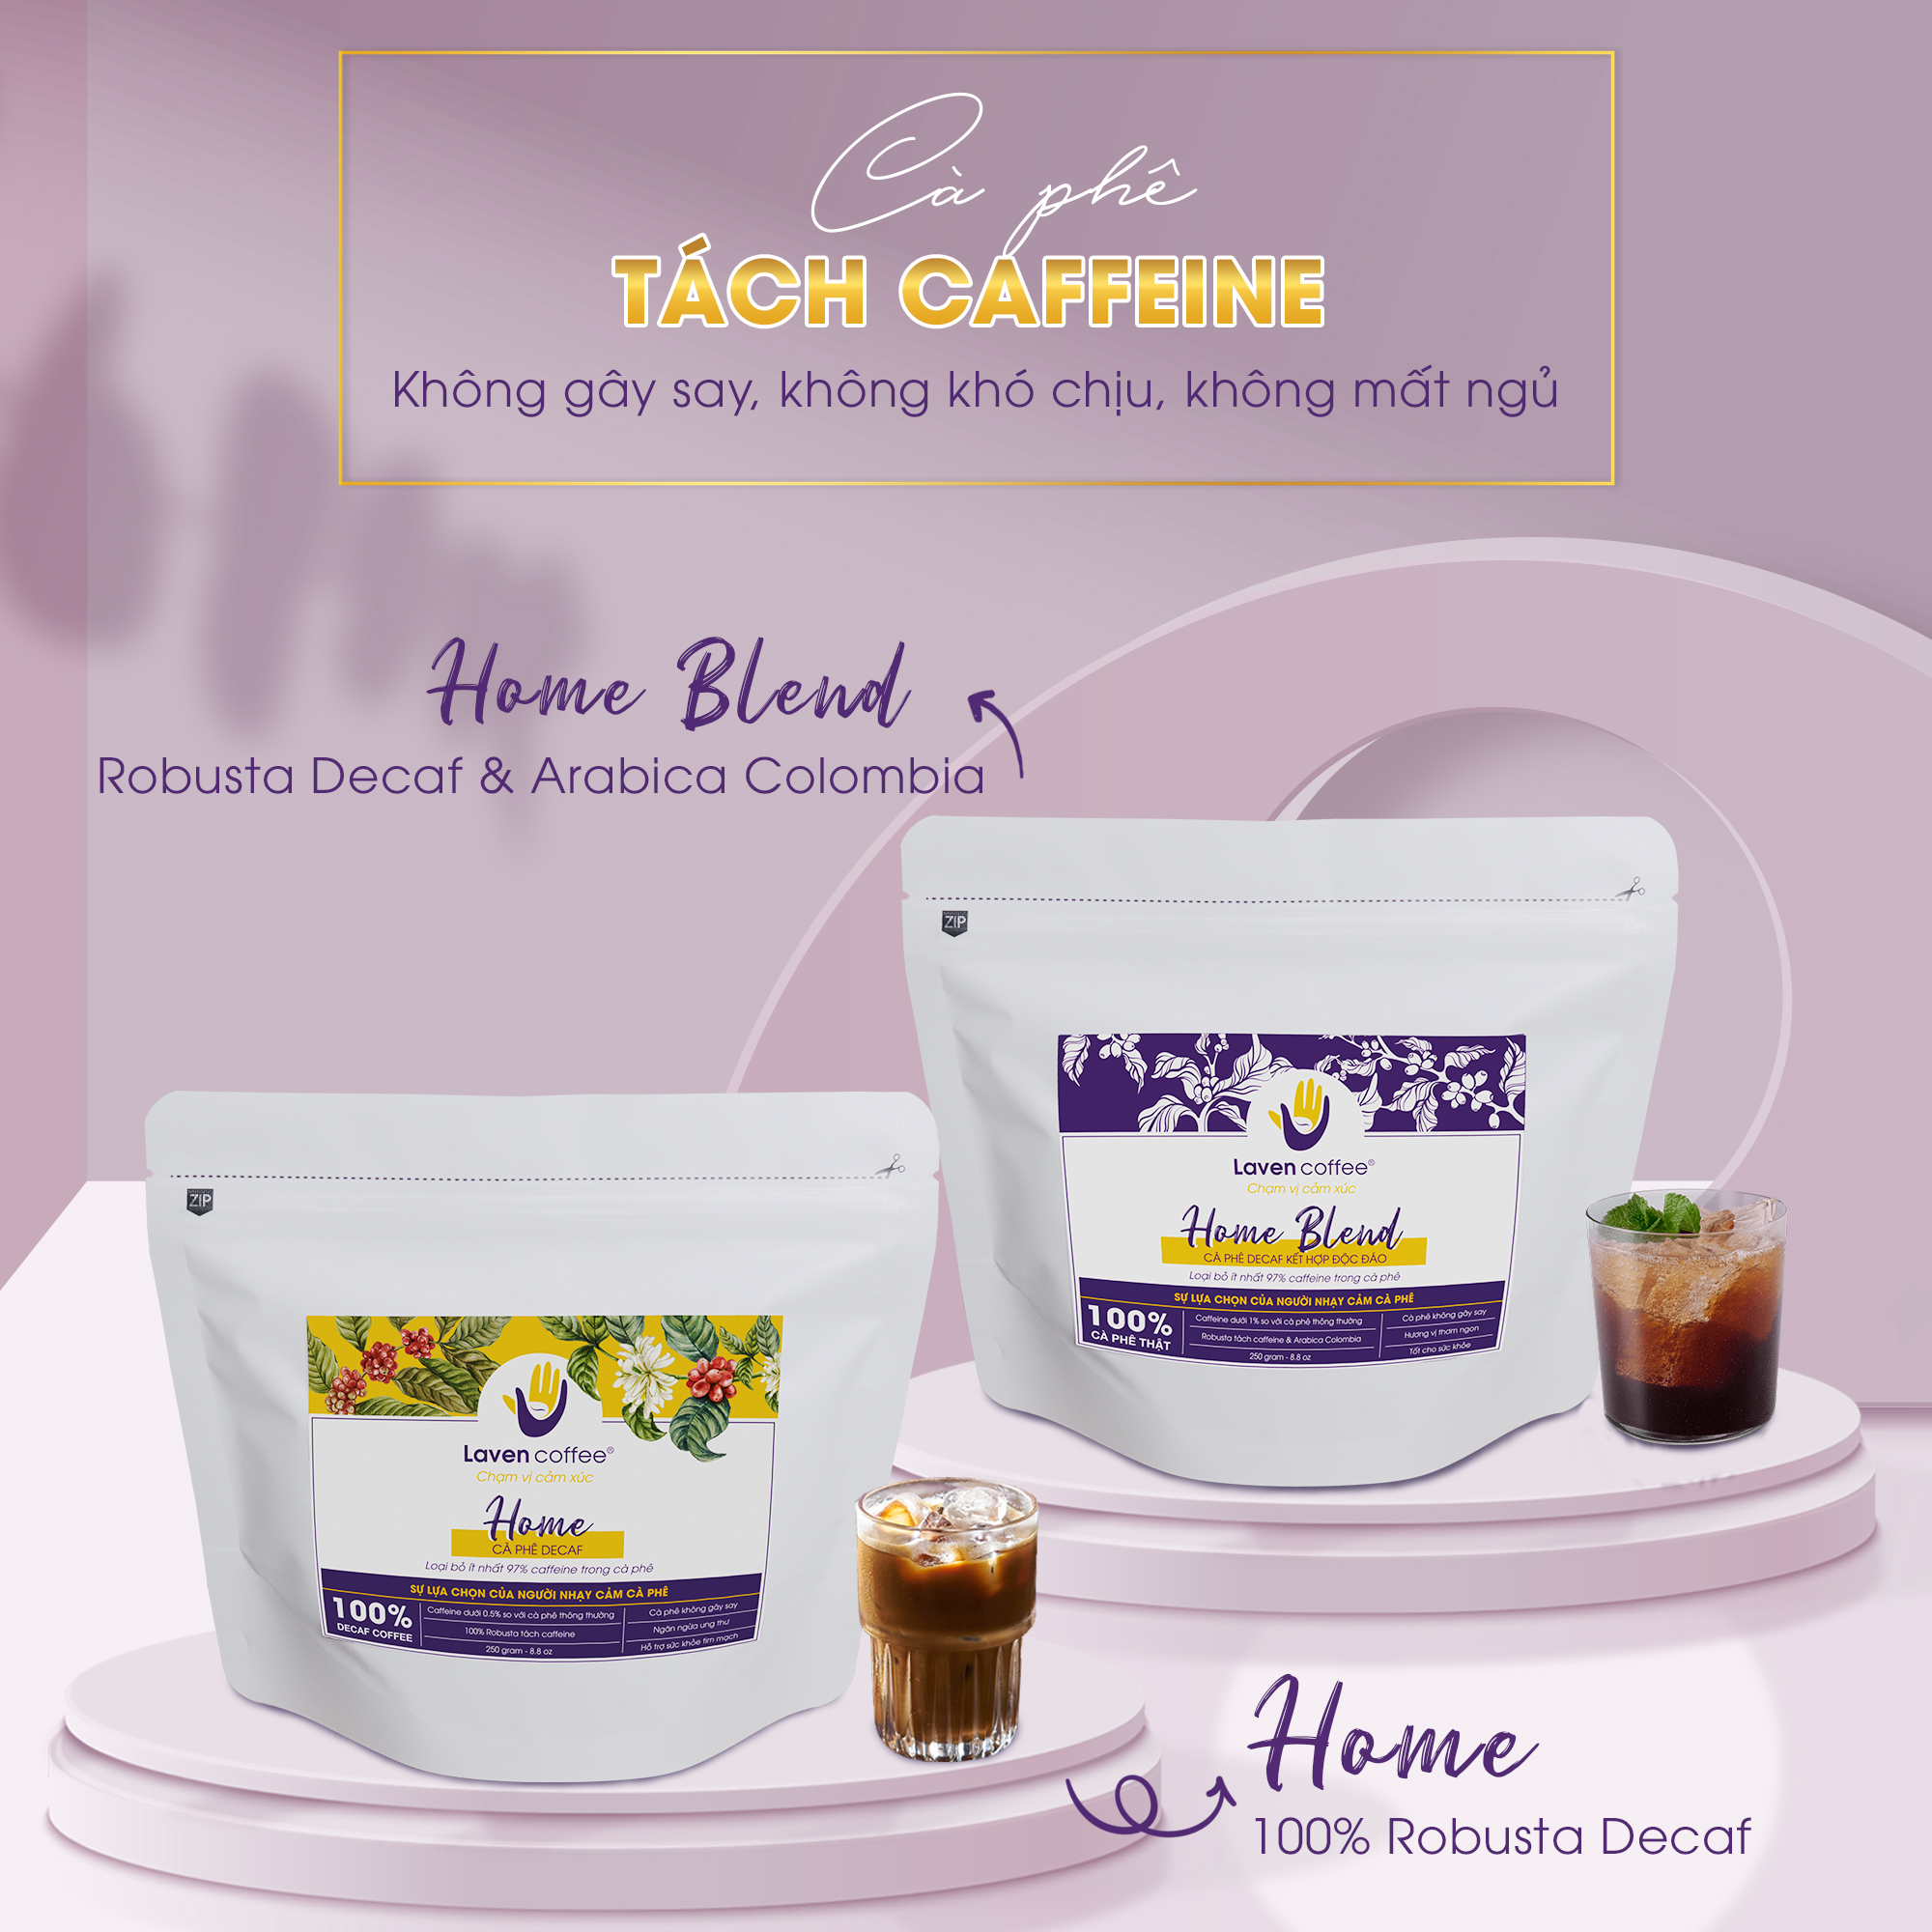 Cà phê
TÁCH CAFFEINE
Không gây say, không khó chịu, không mất ngủ
Home Blend
Robusta Decaf & Arabica Colombia
ZIP
Laven coffee®
Chạm vị cảm xúc
Home Blend
CÀ PHÊ DECAF KẾT HỢP ĐỘC ĐÁO
Loại bỏ ít nhất 97% caffeine trong cà phê
SỰ LỰA CHỌN CỦA NGƯỜI NHẠY CẢM CÀ PHÊ
100%
CÀ PHÊ THẬT
Caffeine dưới 1% so với cà phê thông thường
Robusta tách caffeine & Arabica Colombia
250 gram - 8.8 oz
Cà phê không gây say
Hương vị thơm ngon
Tốt cho sức khỏe
ZIP
Laven coffee®
Chạm vị cảm xúc
Home
CÀ PHÊ DECAF
Loại bỏ ít nhất 97% caffeine trong cà phê
SỰ LỰA CHỌN CỦA NGƯỜI NHẠY CẢM CÀ PHÊ
100%
DECAF COFFEE
Caffeine dưới 0.5% so với cà phê thông thường
100% Robusta tách caffeine
250 gram - 8.8 oz
Cà phê không gây say
Ngăn ngừa ung thư
Hỗ trợ sức khỏe tim mạch
Home
100% Robusta Decaf